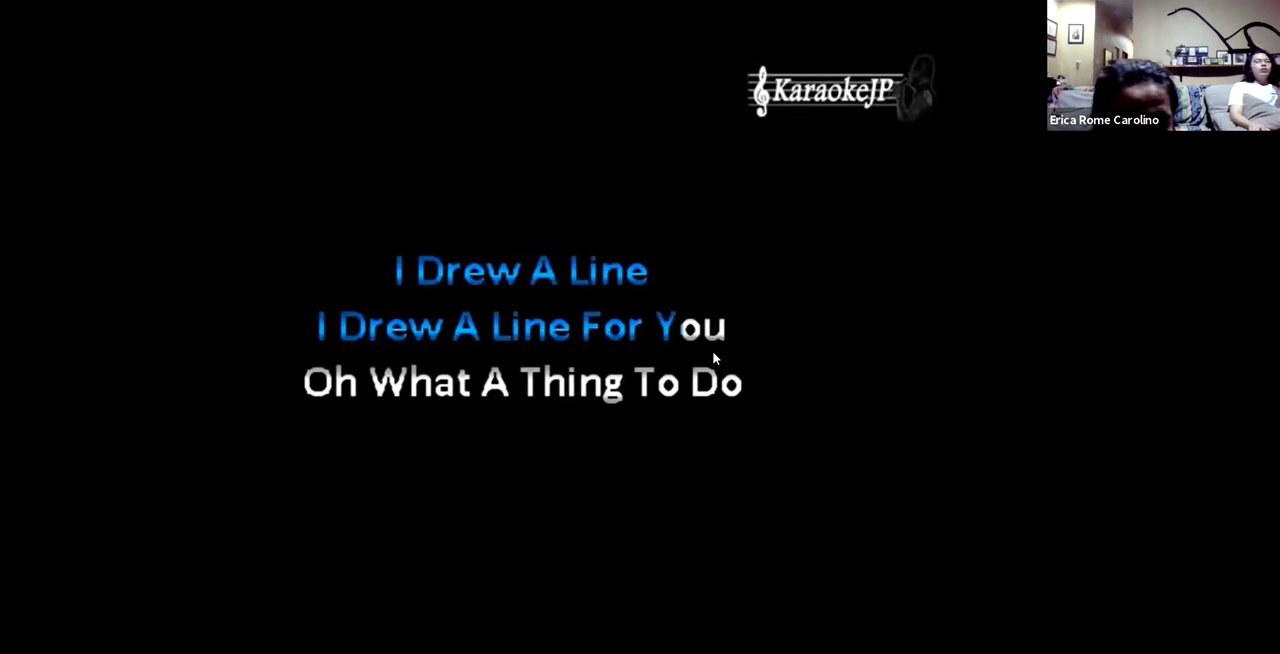 KaraokeJP
Erica Rome Carolino
I Drew A Line
I Drew A Line For You
Oh What A Thing To Do